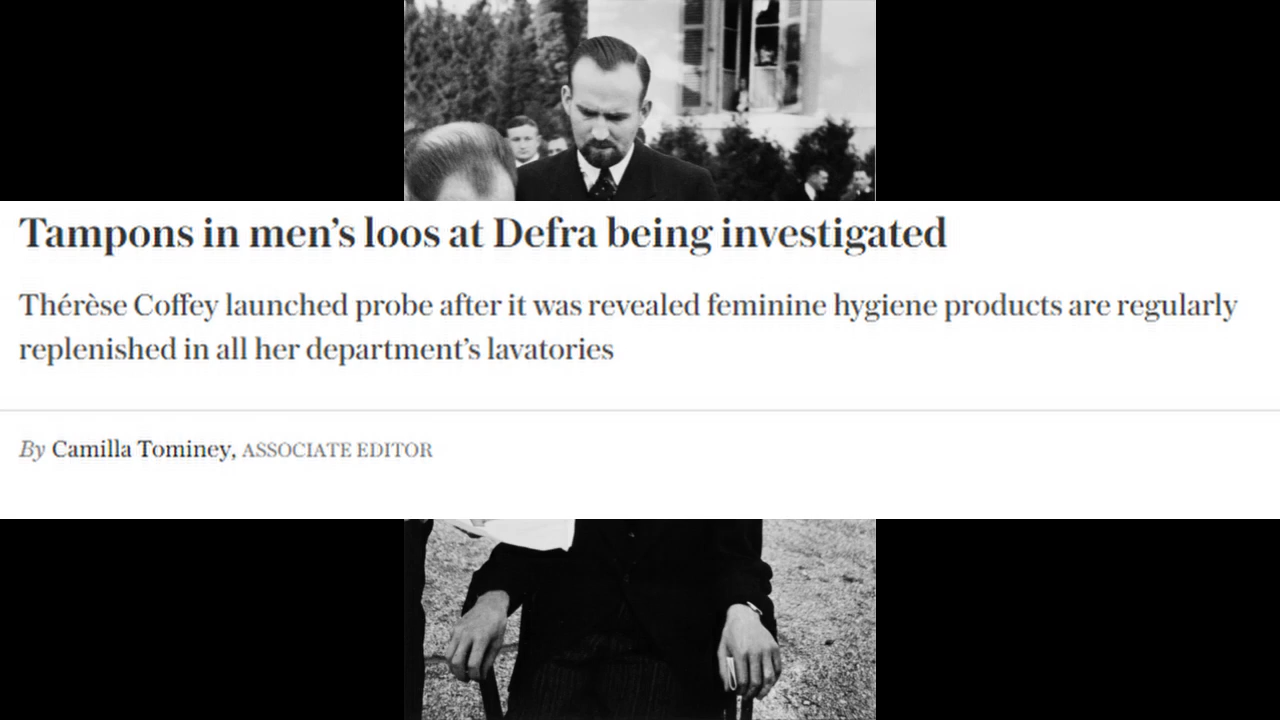 Tampons in men’s loos at Defra being investigated
Thérèse Coffey launched probe after it was revealed feminine hygiene products are regularly
replenished in all her department’s lavatories
By Camilla Tominey, ASSOCIATE EDITOR